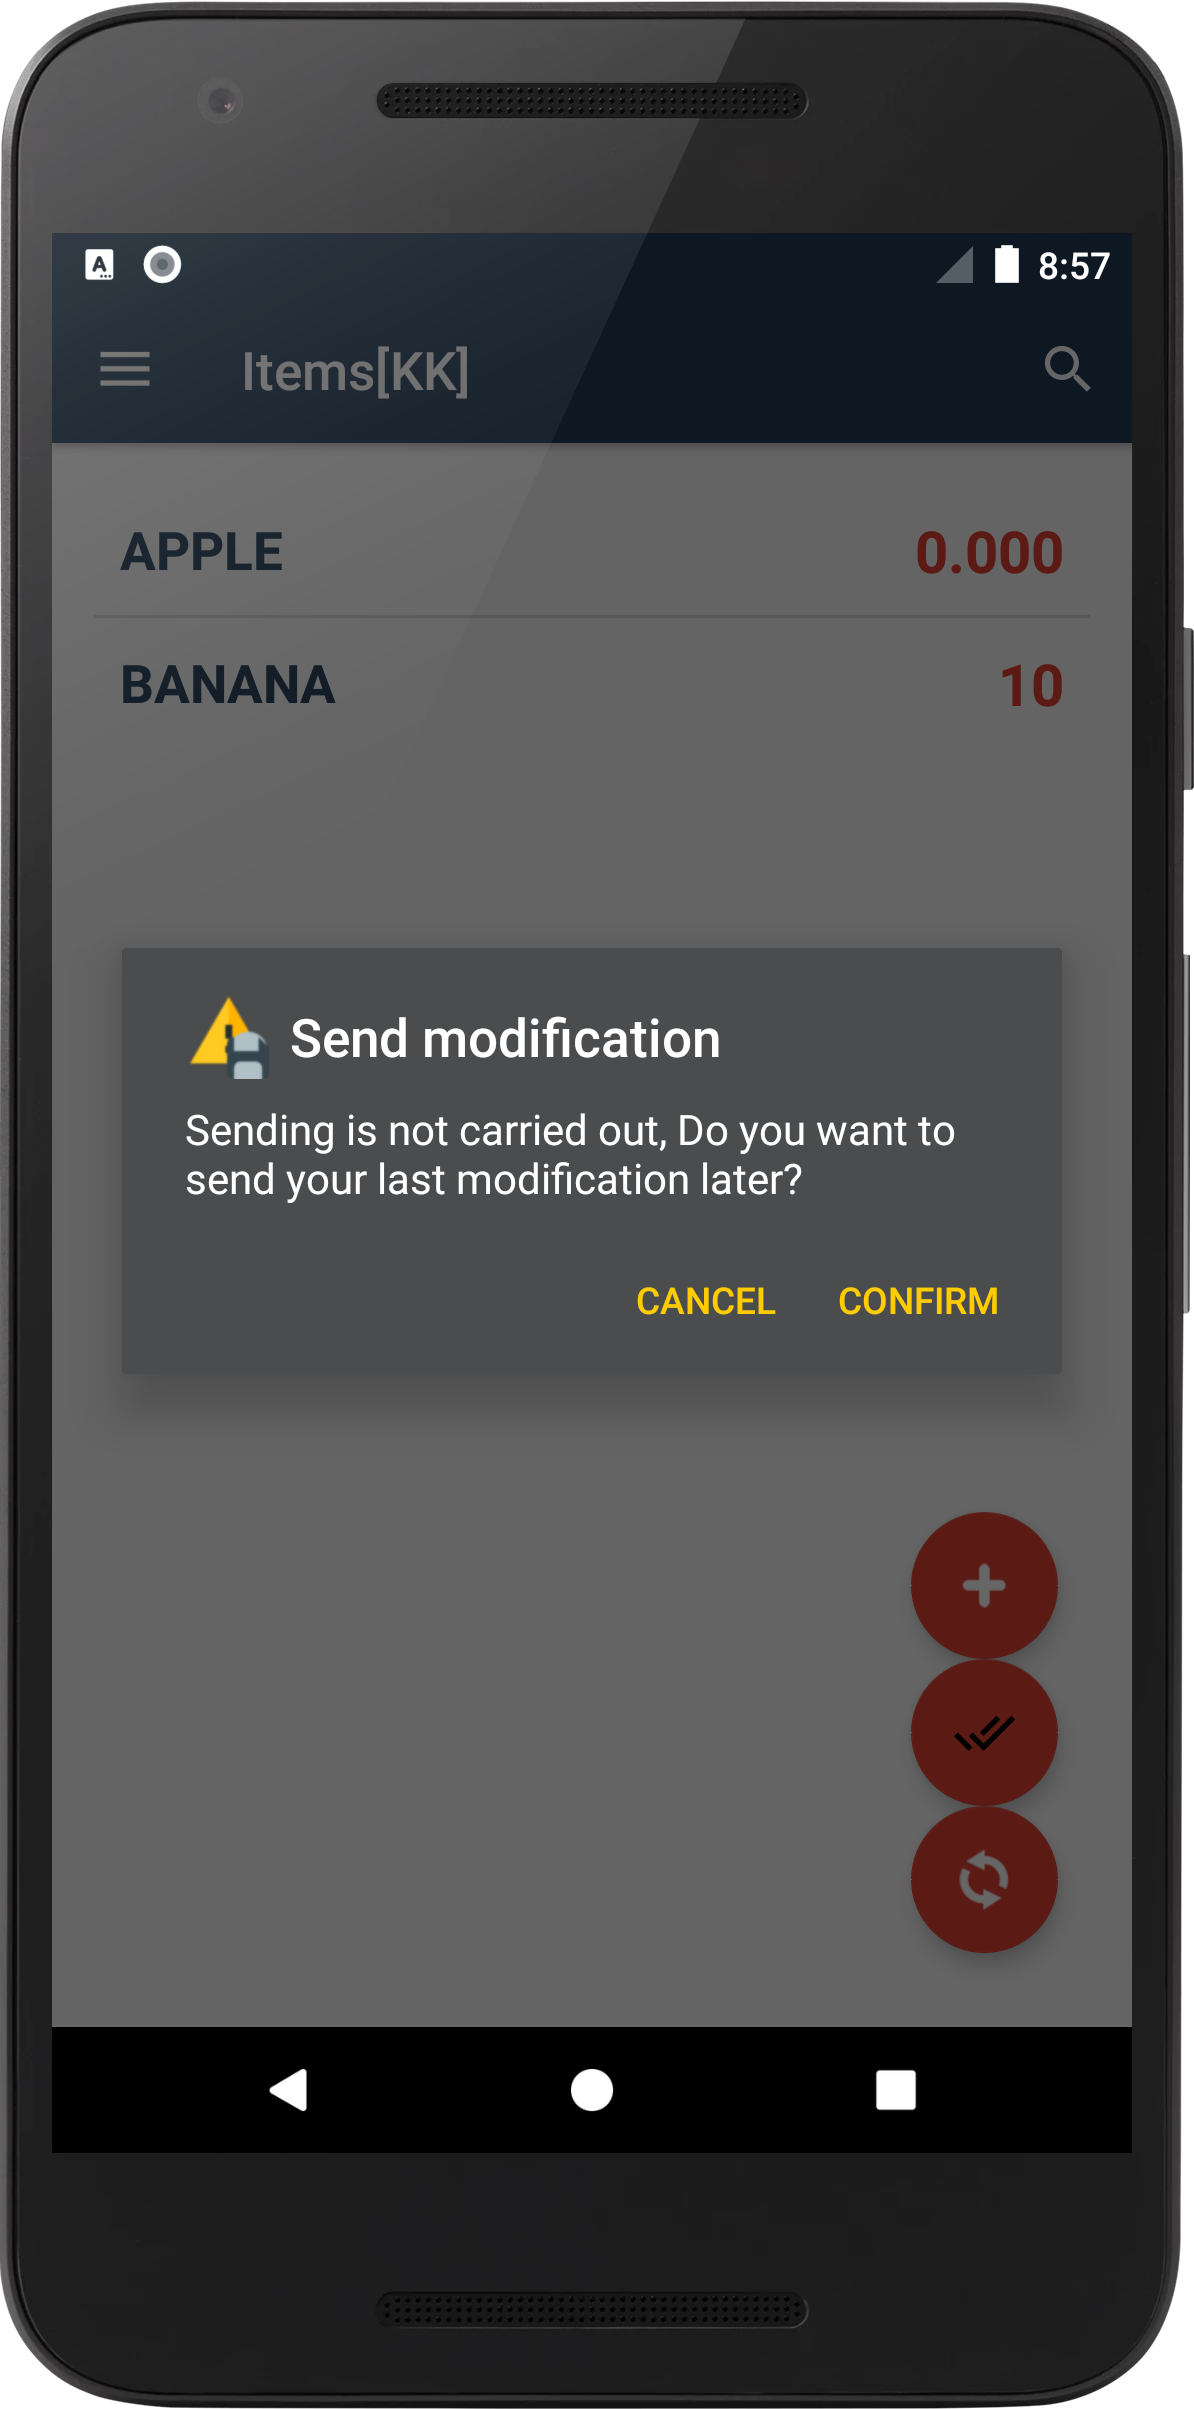 8:57
Items[KK]
APPLE 0.000
BANANA 10
Send modification
Sending is not carried out, Do you want to
send your last modification later?
CANCEL CONFIRM